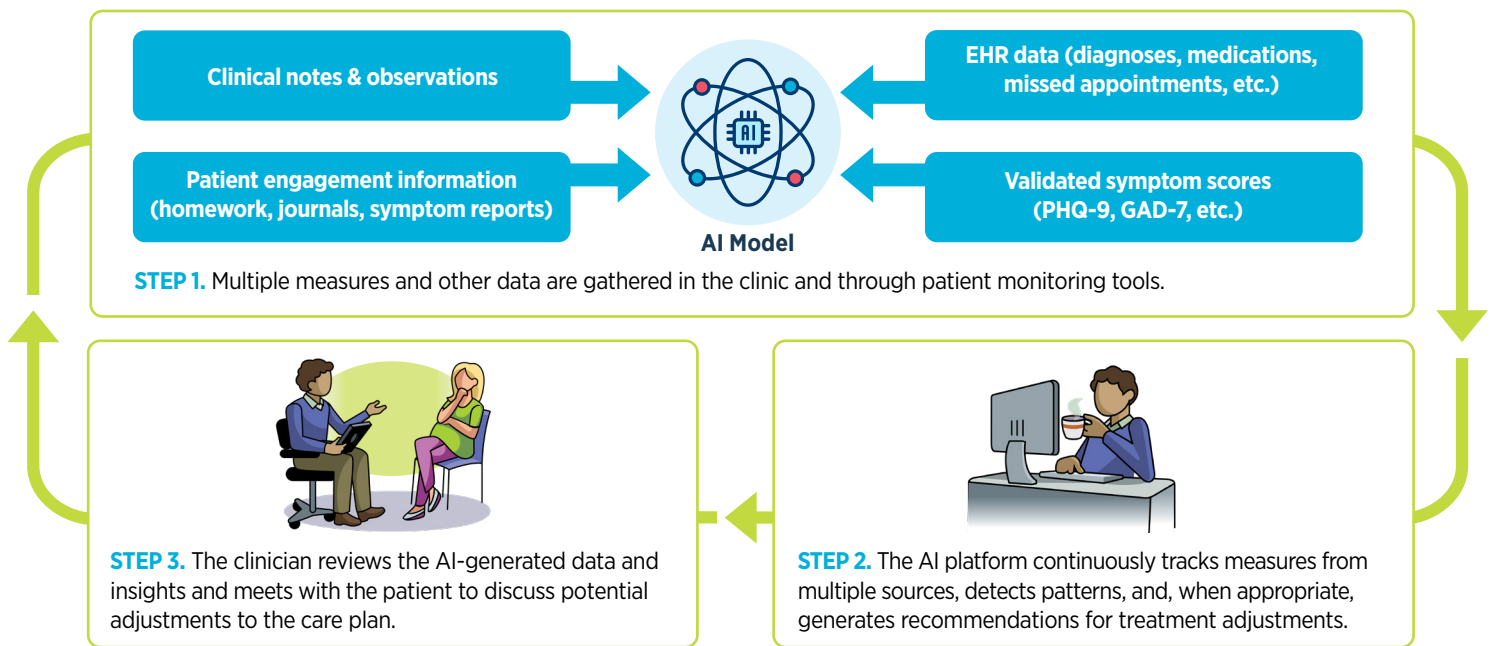 Clinical notes & observations
EHR data (diagnoses, medications,
missed appointments, etc.)
AI
Patient engagement information
(homework, journals, symptom reports)
Validated symptom scores
(PHQ-9, GAD-7, etc.)
AI Model
STEP 1. Multiple measures and other data are gathered in the clinic and through patient monitoring tools.
STEP 3. The clinician reviews the AI-generated data and
insights and meets with the patient to discuss potential
adjustments to the care plan.
STEP 2. The AI platform continuously tracks measures from
multiple sources, detects patterns, and, when appropriate,
generates recommendations for treatment adjustments.